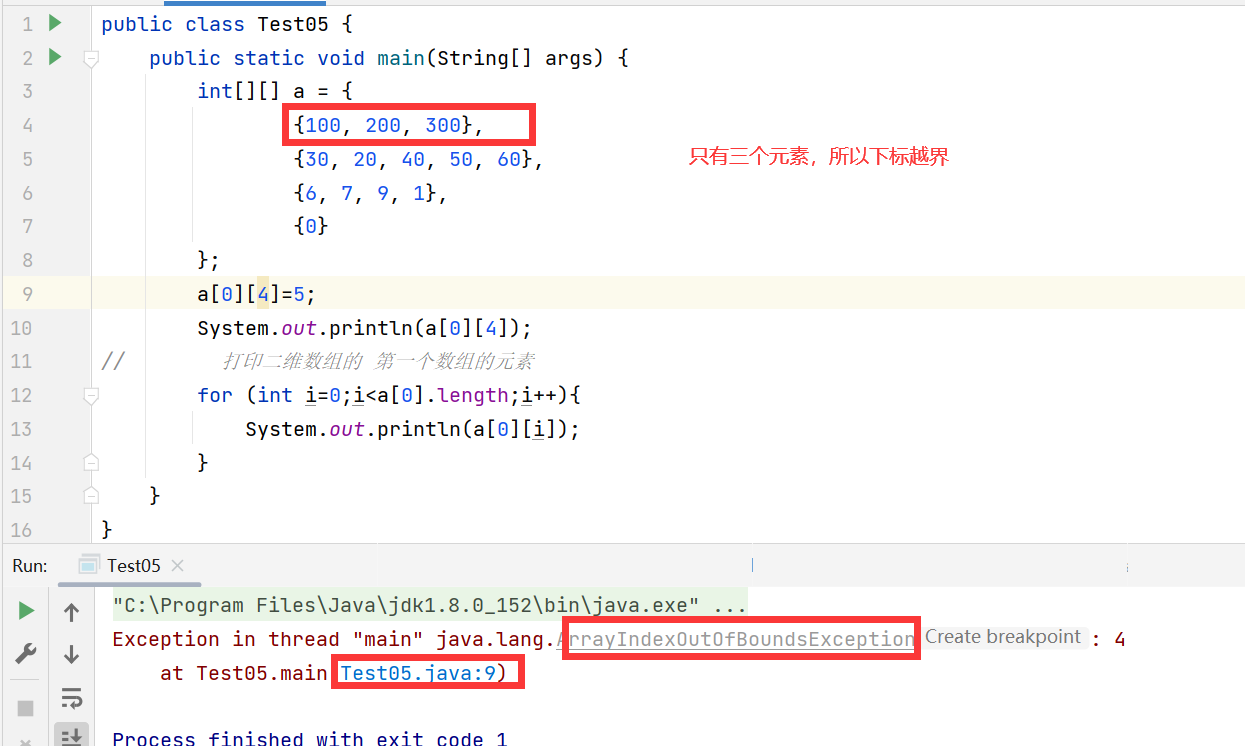 1 public class Test05 {
2 public static void main(String[] args) {
3 int[][] a = {
4 {100, 200, 300},
5 {30, 20, 40, 50, 60},
只有三个元素，所以下标越界
6 {6, 7, 9, 1},
7 {0}
8 };
9 a[0][4]=5;
10 System.out.println(a[0][4]);
11 // 打印二维数组的 第一个数组的元素
12 for (int i=0;i<a[0].length;i++){
13 System.out.println(a[0][i]);
14 }
15 }
16 }
Run: Test05
"C:\Program Files\Java\jdk1.8.0_152\bin\java.exe" ...
Exception in thread "main" java.lang.ArrayIndexOutOfBoundsException Create breakpoint : 4
at Test05.main Test05.java:9)
Process finished with exit code 1